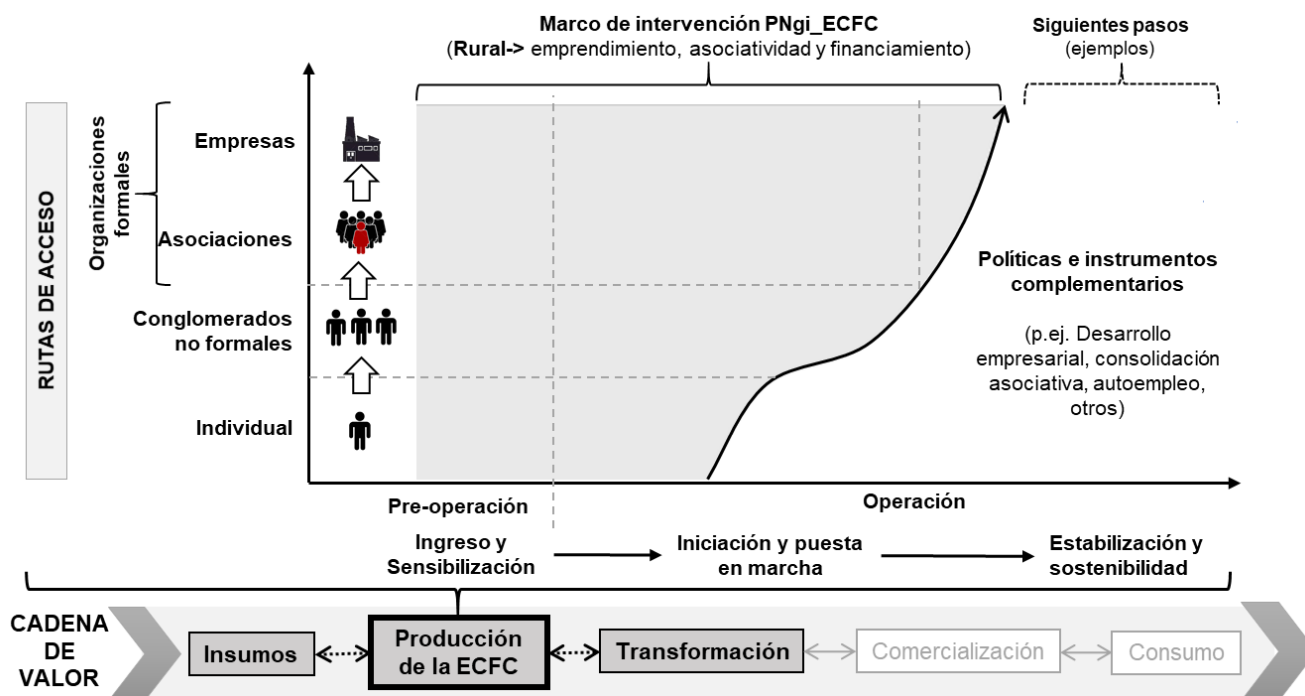 Marco de intervención PNgi_ECFC
(Rural-> emprendimiento, asociatividad y financiamiento)
Siguientes pasos
(ejemplos)
RUTAS DE ACCESO
Organizaciones
formales
Empresas
Asociaciones
Conglomerados
no formales
Individual
Políticas e instrumentos
complementarios
(p.ej. Desarrollo
empresarial, consolidación
asociativa, autoempleo,
otros)
Pre-operación
Operación
Ingreso y
Sensibilización
Iniciación y puesta
en marcha
Estabilización y
sostenibilidad
CADENA
DE
VALOR
Insumos
Producción
de la ECFC
Transformación
Comercialización
Consumo